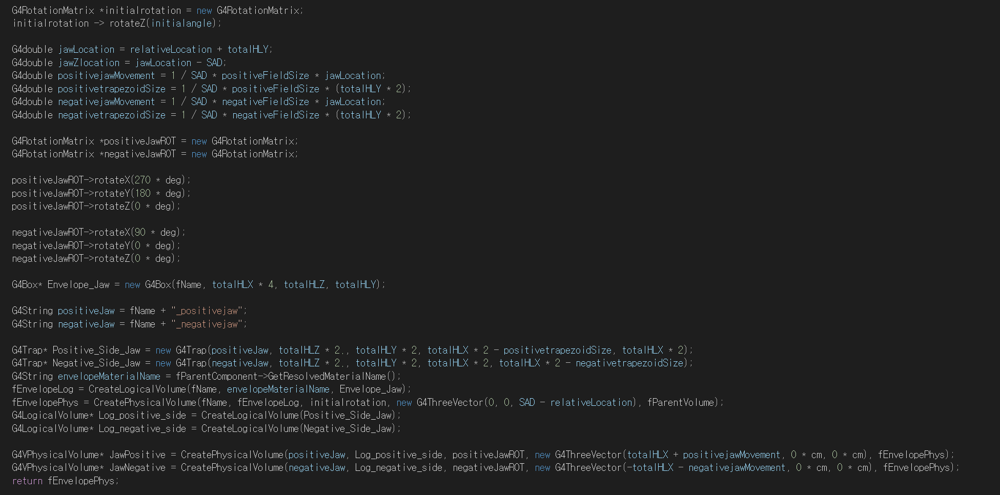 G4RotationMatrix *initialrotation = new G4RotationMatrix;
initialrotation -> rotateZ(initialangle);
G4double jawLocation = relativeLocation + totalHLY;
G4double jawZlocation = jawLocation - SAD;
G4double positivejawMovement = 1 / SAD * positiveFieldSize * jawLocation;
G4double positivetrapezoidSize = 1 / SAD * positiveFieldSize * (totalHLY * 2);
G4double negativejawMovement = 1 / SAD * negativeFieldSize * jawLocation;
G4double negativetrapezoidSize = 1 / SAD * negativeFieldSize * (totalHLY * 2);
G4RotationMatrix *positiveJawROT = new G4RotationMatrix;
G4RotationMatrix *negativeJawROT = new G4RotationMatrix;
positiveJawROT->rotateX(270 * deg);
positiveJawROT->rotateY(180 * deg);
positiveJawROT->rotateZ(0 * deg);
negativeJawROT->rotateX(90 * deg);
negativeJawROT->rotateY(0 * deg);
negativeJawROT->rotateZ(0 * deg);
G4Box* Envelope_Jaw = new G4Box(fName, totalHLX * 4, totalHLZ, totalHLY);
G4String positiveJaw = fName + "_positivejaw";
G4String negativeJaw = fName + "_negativejaw";
G4Trap* Positive_Side_Jaw = new G4Trap(positiveJaw, totalHLZ * 2., totalHLY * 2, totalHLX * 2 - positivetrapezoidSize, totalHLX * 2);
G4Trap* Negative_Side_Jaw = new G4Trap(negativeJaw, totalHLZ * 2., totalHLY * 2, totalHLX * 2, totalHLX * 2 - negativetrapezoidSize);
G4String envelopeMaterialName = fParentComponent->GetResolvedMaterialName();
fEnvelopeLog = CreateLogicalVolume(fName, envelopeMaterialName, Envelope_Jaw);
fEnvelopePhys = CreatePhysicalVolume(fName, fEnvelopeLog, initialrotation, new G4ThreeVector(0, 0, SAD - relativeLocation), fParentVolume);
G4LogicalVolume* Log_positive_side = CreateLogicalVolume(Positive_Side_Jaw);
G4LogicalVolume* Log_negative_side = CreateLogicalVolume(Negative_Side_Jaw);
G4VPhysicalVolume* JawPositive = CreatePhysicalVolume(positiveJaw, Log_positive_side, positiveJawROT, new G4ThreeVector(totalHLX + positivejawMovement, 0 * cm, 0 * cm), fEnvelopePhys);
G4VPhysicalVolume* JawNegative = CreatePhysicalVolume(negativeJaw, Log_negative_side, negativeJawROT, new G4ThreeVector(-totalHLX - negativejawMovement, 0 * cm, 0 * cm), fEnvelopePhys);
return fEnvelopePhys;